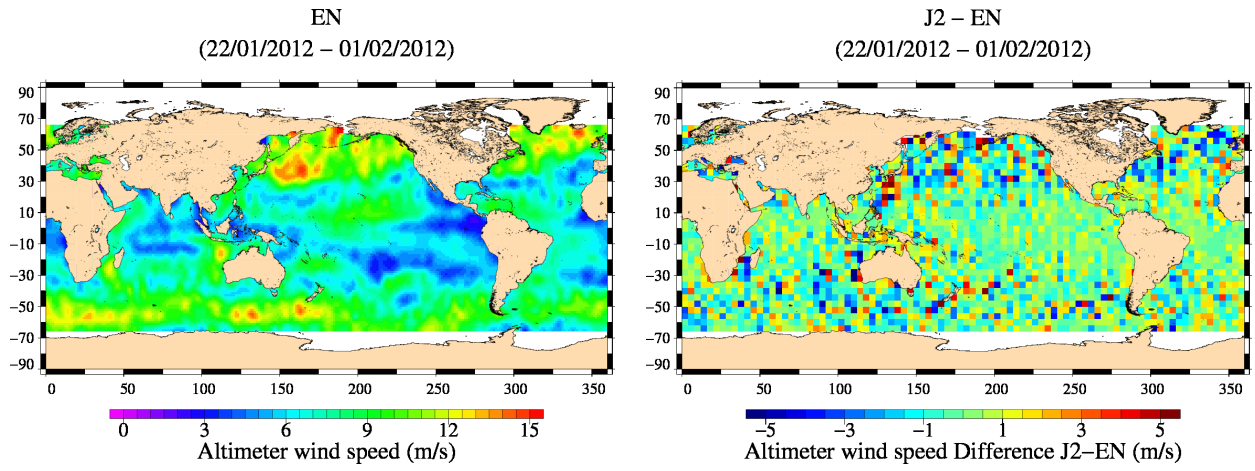 EN
(22/01/2012 – 01/02/2012)
90
70
50
30
10
−10
−30
−50
−70
−90
0 50 100 150 200 250 300 350
0 3 6 9 12 15
Altimeter wind speed (m/s)
J2 – EN
(22/01/2012 – 01/02/2012)
90
70
50
30
10
−10
−30
−50
−70
−90
0 50 100 150 200 250 300 350
−5 −3 −1 1 3 5
Altimeter wind speed Difference J2−EN (m/s)